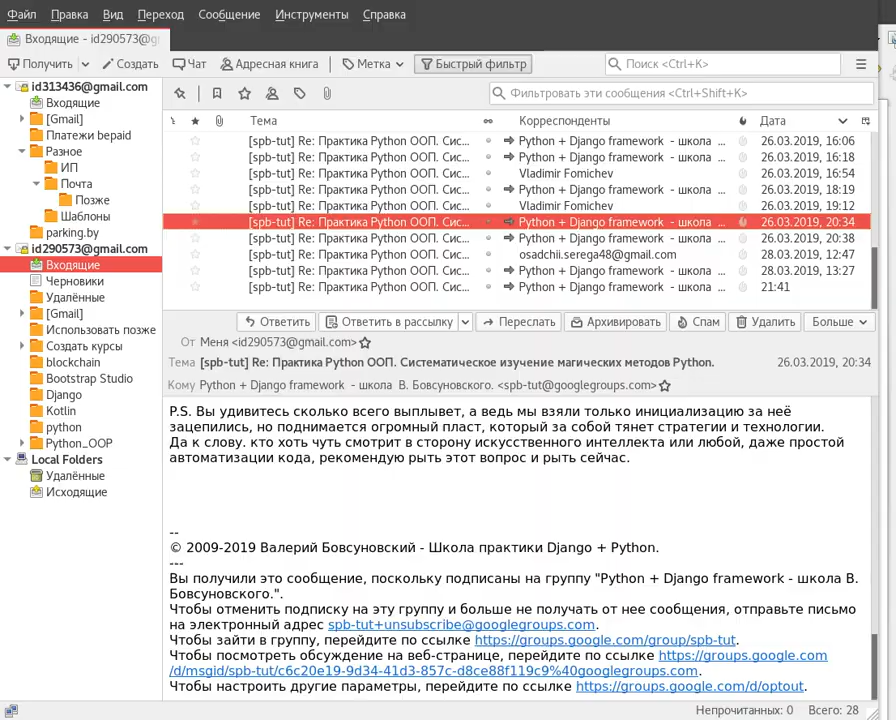 Файл Правка Вид Переход Сообщение Инструменты Справка
Входящие - id290573@g
Получить Создать Чат Адресная книга Метка Быстрый фильтр Поиск <Ctrl+K>
id313436@gmail.com
Входящие
[Gmail]
Платежи bepaid
Разное
ИП
Почта
Позже
Шаблоны
parking.by
id290573@gmail.com
Входящие
Черновики
Удалённые
[Gmail]
Использовать позже
Создать курсы
blockchain
Bootstrap Studio
Django
Kotlin
python
Python_OOP
Local Folders
Удалённые
Исходящие
Фильтровать эти сообщения <Ctrl+Shift+K>
Тема Корреспонденты Дата
[spb-tut] Re: Практика Python ООП. Сис... Python + Django framework - школа ... 26.03.2019, 16:06
[spb-tut] Re: Практика Python ООП. Сис... Python + Django framework - школа ... 26.03.2019, 16:18
[spb-tut] Re: Практика Python ООП. Сис... Vladimir Fomichev 26.03.2019, 16:54
[spb-tut] Re: Практика Python ООП. Сис... Python + Django framework - школа ... 26.03.2019, 18:19
[spb-tut] Re: Практика Python ООП. Сис... Vladimir Fomichev 26.03.2019, 19:12
[spb-tut] Re: Практика Python ООП. Сис... Python + Django framework - школа ... 26.03.2019, 20:34
[spb-tut] Re: Практика Python ООП. Сис... Python + Django framework - школа ... 26.03.2019, 20:38
[spb-tut] Re: Практика Python ООП. Сис... osadchii.serega48@gmail.com 28.03.2019, 12:47
[spb-tut] Re: Практика Python ООП. Сис... Python + Django framework - школа ... 28.03.2019, 13:27
[spb-tut] Re: Практика Python ООП. Сис... Python + Django framework - школа ... 21:41
Ответить Ответить в рассылку Переслать Архивировать Спам Удалить Больше
От Меня <id290573@gmail.com>
Тема [spb-tut] Re: Практика Python ООП. Систематическое изучение магических методов Python. 26.03.2019, 20:34
Кому Python + Django framework - школа В. Бовсуновского. <spb-tut@googlegroups.com>
P.S. Вы удивитесь сколько всего выплывет, а ведь мы взяли только инициализацию за неё
зацепились, но поднимается огромный пласт, который за собой тянет стратегии и технологии.
Да к слову. кто хоть чуть смотрит в сторону искусственного интеллекта или любой, даже простой
автоматизации кода, рекомендую рыть этот вопрос и рыть сейчас.
--
© 2009-2019 Валерий Бовсуновский - Школа практики Django + Python.
---
Вы получили это сообщение, поскольку подписаны на группу "Python + Django framework - школа В.
Бовсуновского.".
Чтобы отменить подписку на эту группу и больше не получать от нее сообщения, отправьте письмо
на электронный адрес spb-tut+unsubscribe@googlegroups.com.
Чтобы зайти в группу, перейдите по ссылке https://groups.google.com/group/spb-tut.
Чтобы посмотреть обсуждение на веб-странице, перейдите по ссылке https://groups.google.com
/d/msgid/spb-tut/c6c20e19-9d34-41d3-857c-d8ce88f119c9%40googlegroups.com.
Чтобы настроить другие параметры, перейдите по ссылке https://groups.google.com/d/optout.
Непрочитанных: 0 Всего: 28